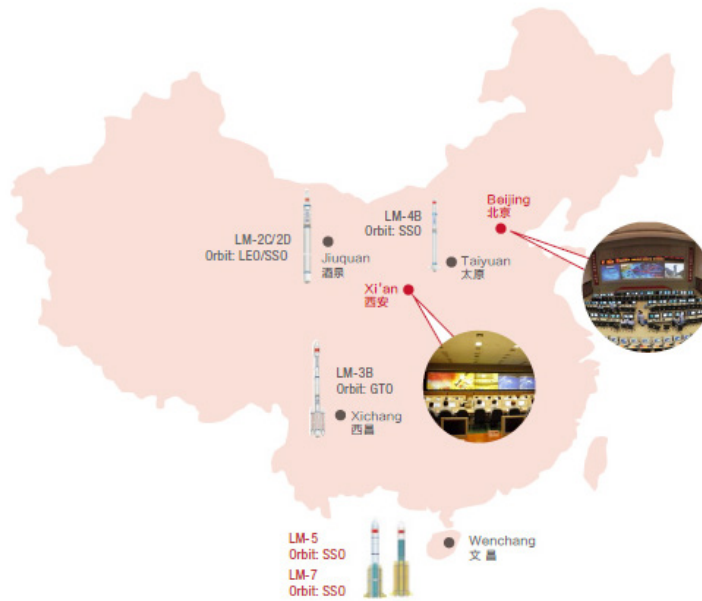 Beijing
北京
LM-4B
Orbit: SSO
LM-2C/2D
Orbit: LEO/SSO
Jiuquan
酒泉
Taiyuan
太原
Xi'an
西安
LM-3B
Orbit: GTO
Xichang
西昌
LM-5
Orbit: SSO
LM-7
Orbit: SSO
Wenchang
文昌